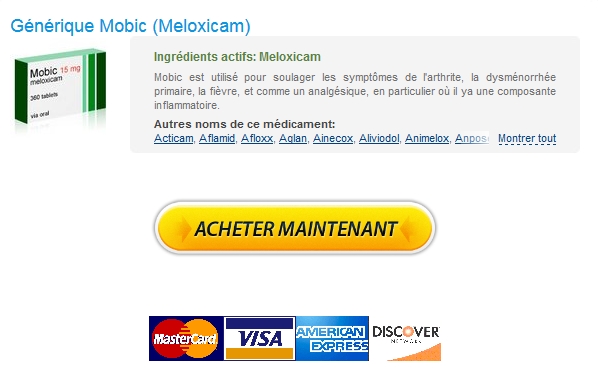 Générique Mobic (Meloxicam)
Mobic 15 mg
meloxicam
360 tablets
via oral
Ingrédients actifs: Meloxicam
Mobic est utilisé pour soulager les symptômes de l'arthrite, la dysménorrhée
primaire, la fièvre, et comme un analgésique, en particulier où il ya une composante
inflammatoire.
Autres noms de ce médicament:
Acticam, Aflamid, Afloxx, Aglan, Ainecox, Aliviodol, Animelox, Anpos Montrer tout
ACHETER MAINTENANT
MasterCard VISA AMERICAN EXPRESS DISCOVER NETWORK